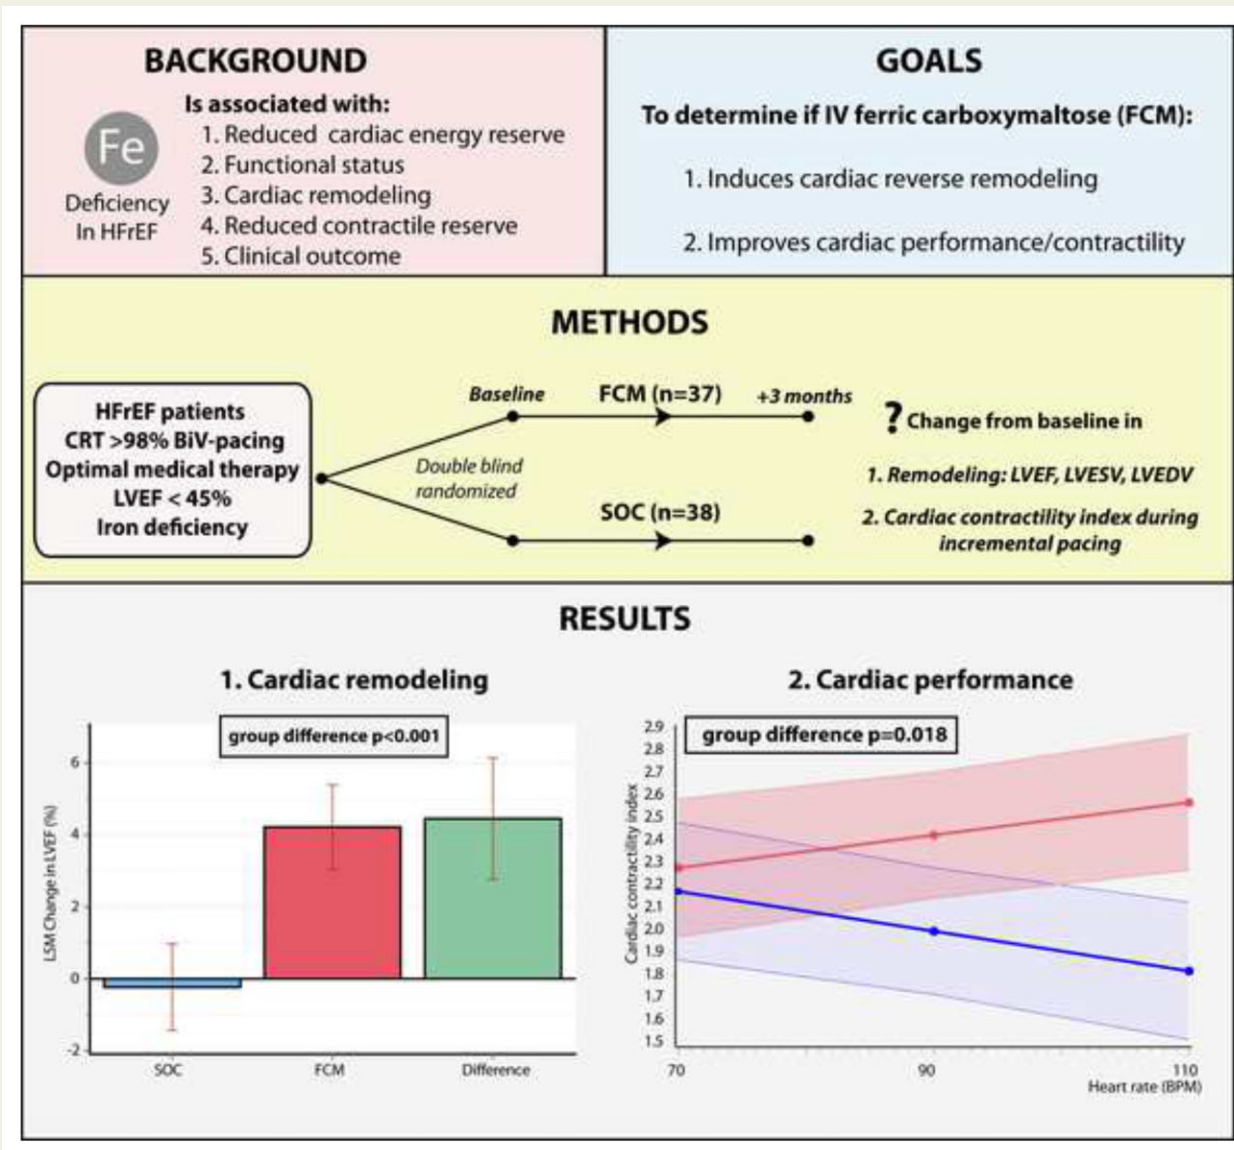 BACKGROUND
Fe
Deficiency
In HFrEF
Is associated with:
1. Reduced cardiac energy reserve
2. Functional status
3. Cardiac remodeling
4. Reduced contractile reserve
5. Clinical outcome
GOALS
To determine if IV ferric carboxymaltose (FCM):
1. Induces cardiac reverse remodeling
2. Improves cardiac performance/contractility
METHODS
HFrEF patients
CRT >98% BiV-pacing
Optimal medical therapy
LVEF < 45%
Iron deficiency
Double blind
randomized
Baseline
FCM (n=37)
+3 months
SOC (n=38)
? Change from baseline in
1. Remodeling: LVEF, LVESV, LVEDV
2. Cardiac contractility index during
incremental pacing
RESULTS
1. Cardiac remodeling
group difference p<0.001
LSM Change in LVEF (%)
6
4
2
0
-2
SOC
FCM
Difference
2. Cardiac performance
group difference p=0.018
Cardiac contractility index
2.9
2.8
2.7
2.6
2.5
2.4
2.3
2.2
2.1
2.0
1.9
1.8
1.7
1.6
1.5
70
90
110
Heart rate (BPM)